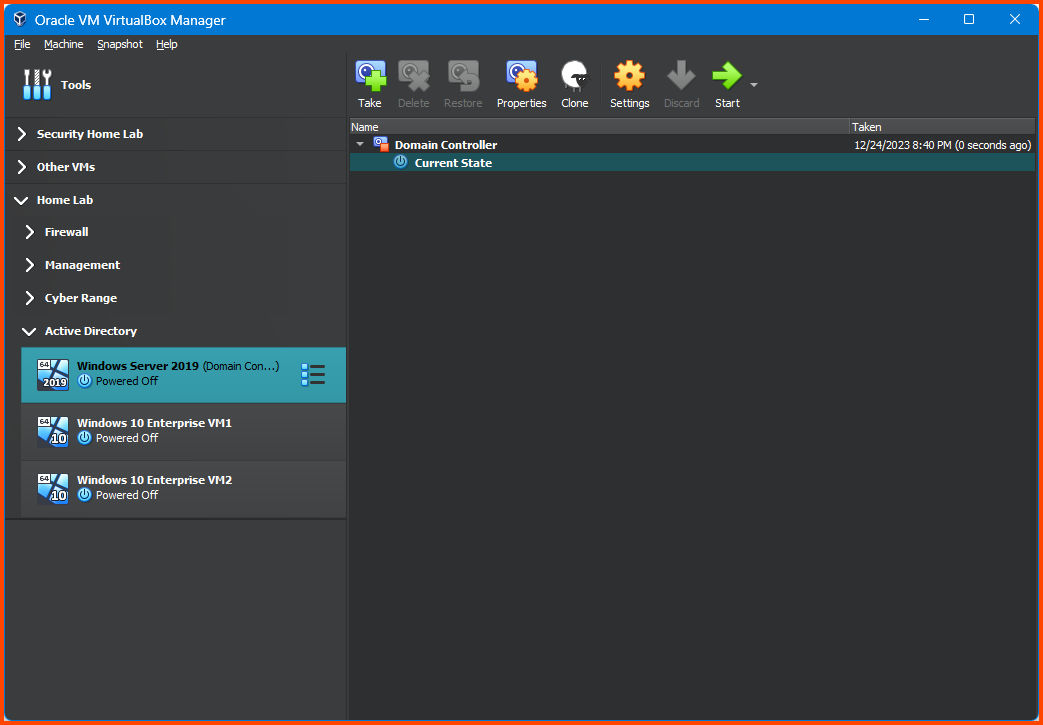 Oracle VM VirtualBox Manager
File Machine Snapshot Help
Tools
Take Delete Restore Properties Clone Settings Discard Start
Name Taken
Security Home Lab
Other VMs
Home Lab
Firewall
Management
Cyber Range
Active Directory
64 2019 Windows Server 2019 (Domain Con...)
Powered Off
64 10 Windows 10 Enterprise VM1
Powered Off
64 10 Windows 10 Enterprise VM2
Powered Off
Domain Controller 12/24/2023 8:40 PM (0 seconds ago)
Current State